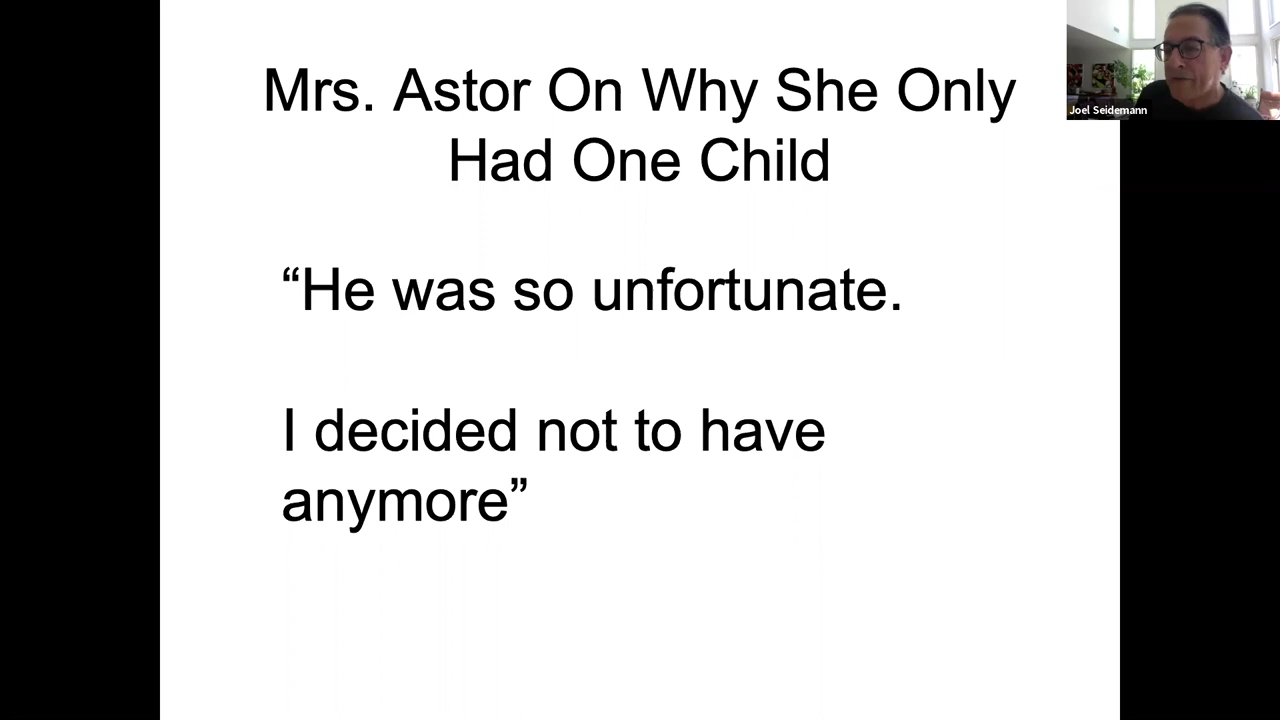 Mrs. Astor On Why She Only
Had One Child
“He was so unfortunate.
I decided not to have
anymore”
Joel Seidemann